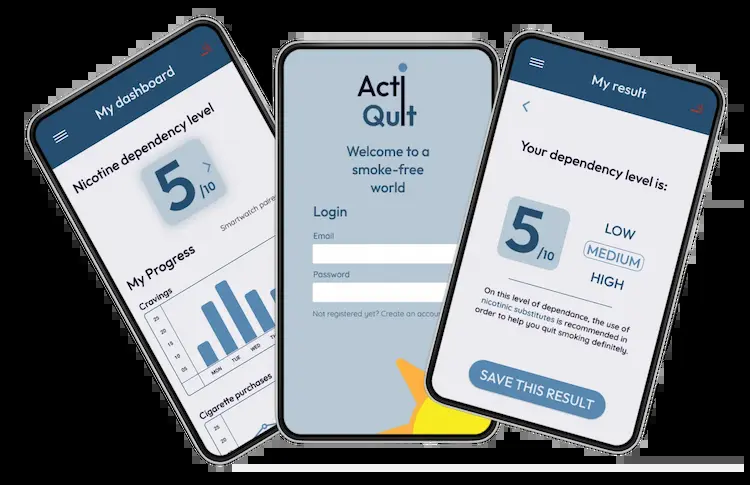 My dashboard
Nicotine dependency level
5/10
Smartwatch
My Progress
Cravings
25
20
15
10
05
MON TUE WED THU
Cigarette purchases
25
20
Acti
Quit
Welcome to a
smoke-free
world
Login
Email
Password
Not registered yet? Create an
My result
Your dependency level is:
5/10
LOW
MEDIUM
HIGH
On this level of dependance, the use of
nicotinic substitutes is recommended in
order to help you quit smoking definitely.
SAVE THIS RESULT